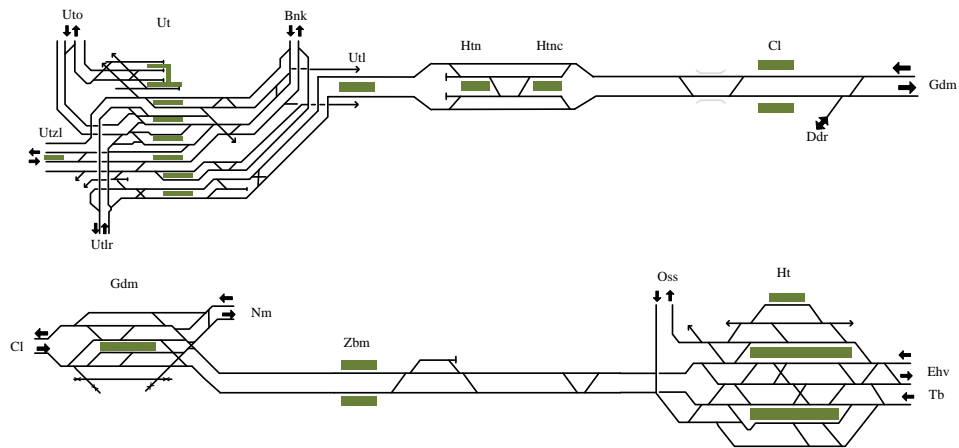 Uto
Ut
Bnk
Utl
Htn
Htnc
Cl
Gdm
Utzl
Ddr
Utlr
Gdm
Nm
Cl
Zbm
Oss
Ht
Ehv
Tb